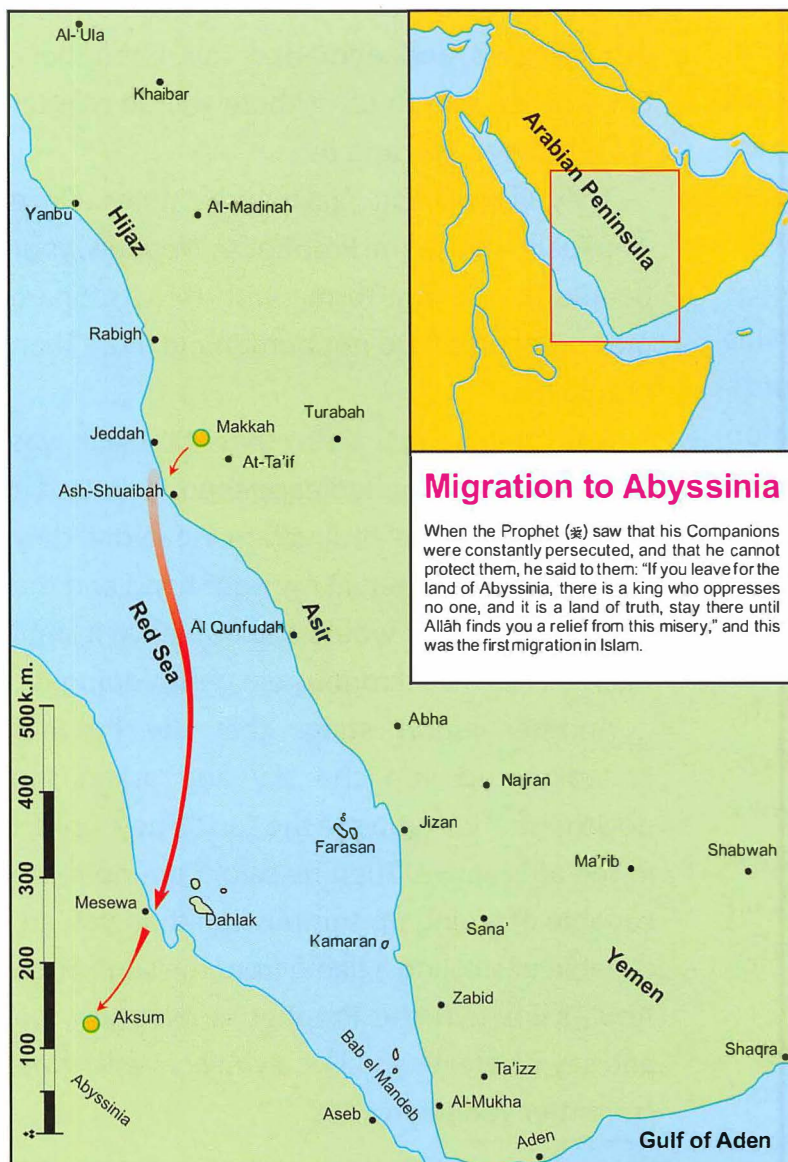 Al-'Ula
Khaibar
Yanbu
Hijaz
Al-Madinah
Rabigh
Jeddah
Makkah
Turabah
At-Ta'if
Ash-Shuaibah
Red Sea
Al Qunfudah
Asir
Arabian Peninsula
Migration to Abyssinia
When the Prophet (ﷺ) saw that his Companions
were constantly persecuted, and that he cannot
protect them, he said to them: “If you leave for the
land of Abyssinia, there is a king who oppresses
no one, and it is a land of truth, stay there until
Allâh finds you a relief from this misery,” and this
was the first migration in Islam.
500k.m.
400
300
200
100
Abha
Najran
Jizan
Farasan
Ma'rib
Shabwah
Mesewa
Dahlak
Kamaran
Sana'
Yemen
Zabid
Aksum
Abyssinia
Bab el Mandeb
Ta'izz
Shaqra
Al-Mukha
Aseb
Aden
Gulf of Aden